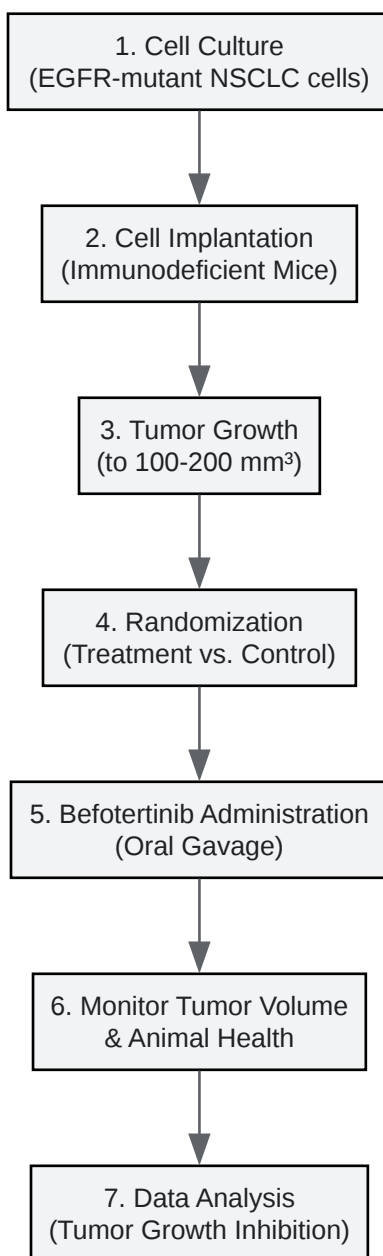 1. Cell Culture
(EGFR-mutant NSCLC cells)
2. Cell Implantation
(Immunodeficient Mice)
3. Tumor Growth
(to 100-200 mm³)
4. Randomization
(Treatment vs. Control)
5. Befotertinib Administration
(Oral Gavage)
6. Monitor Tumor Volume
& Animal Health
7. Data Analysis
(Tumor Growth Inhibition)